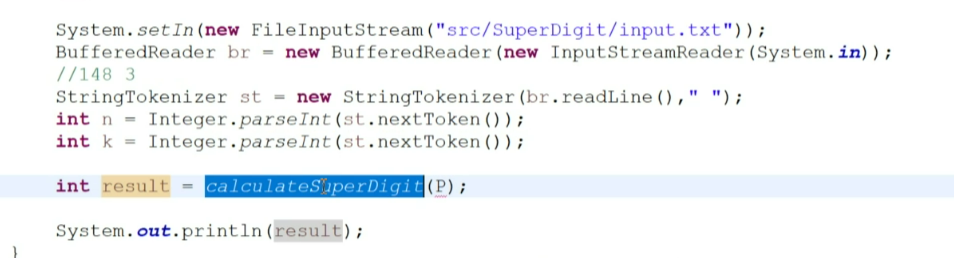 System.setIn(new FileInputStream("src/SuperDigit/input.txt"));
BufferedReader br = new BufferedReader(new InputStreamReader(System.in));
//148 3
StringTokenizer st = new StringTokenizer(br.readLine()," ");
int n = Integer.parseInt(st.nextToken());
int k = Integer.parseInt(st.nextToken());
int result = calculateSuperDigit(P);
System.out.println(result);
}